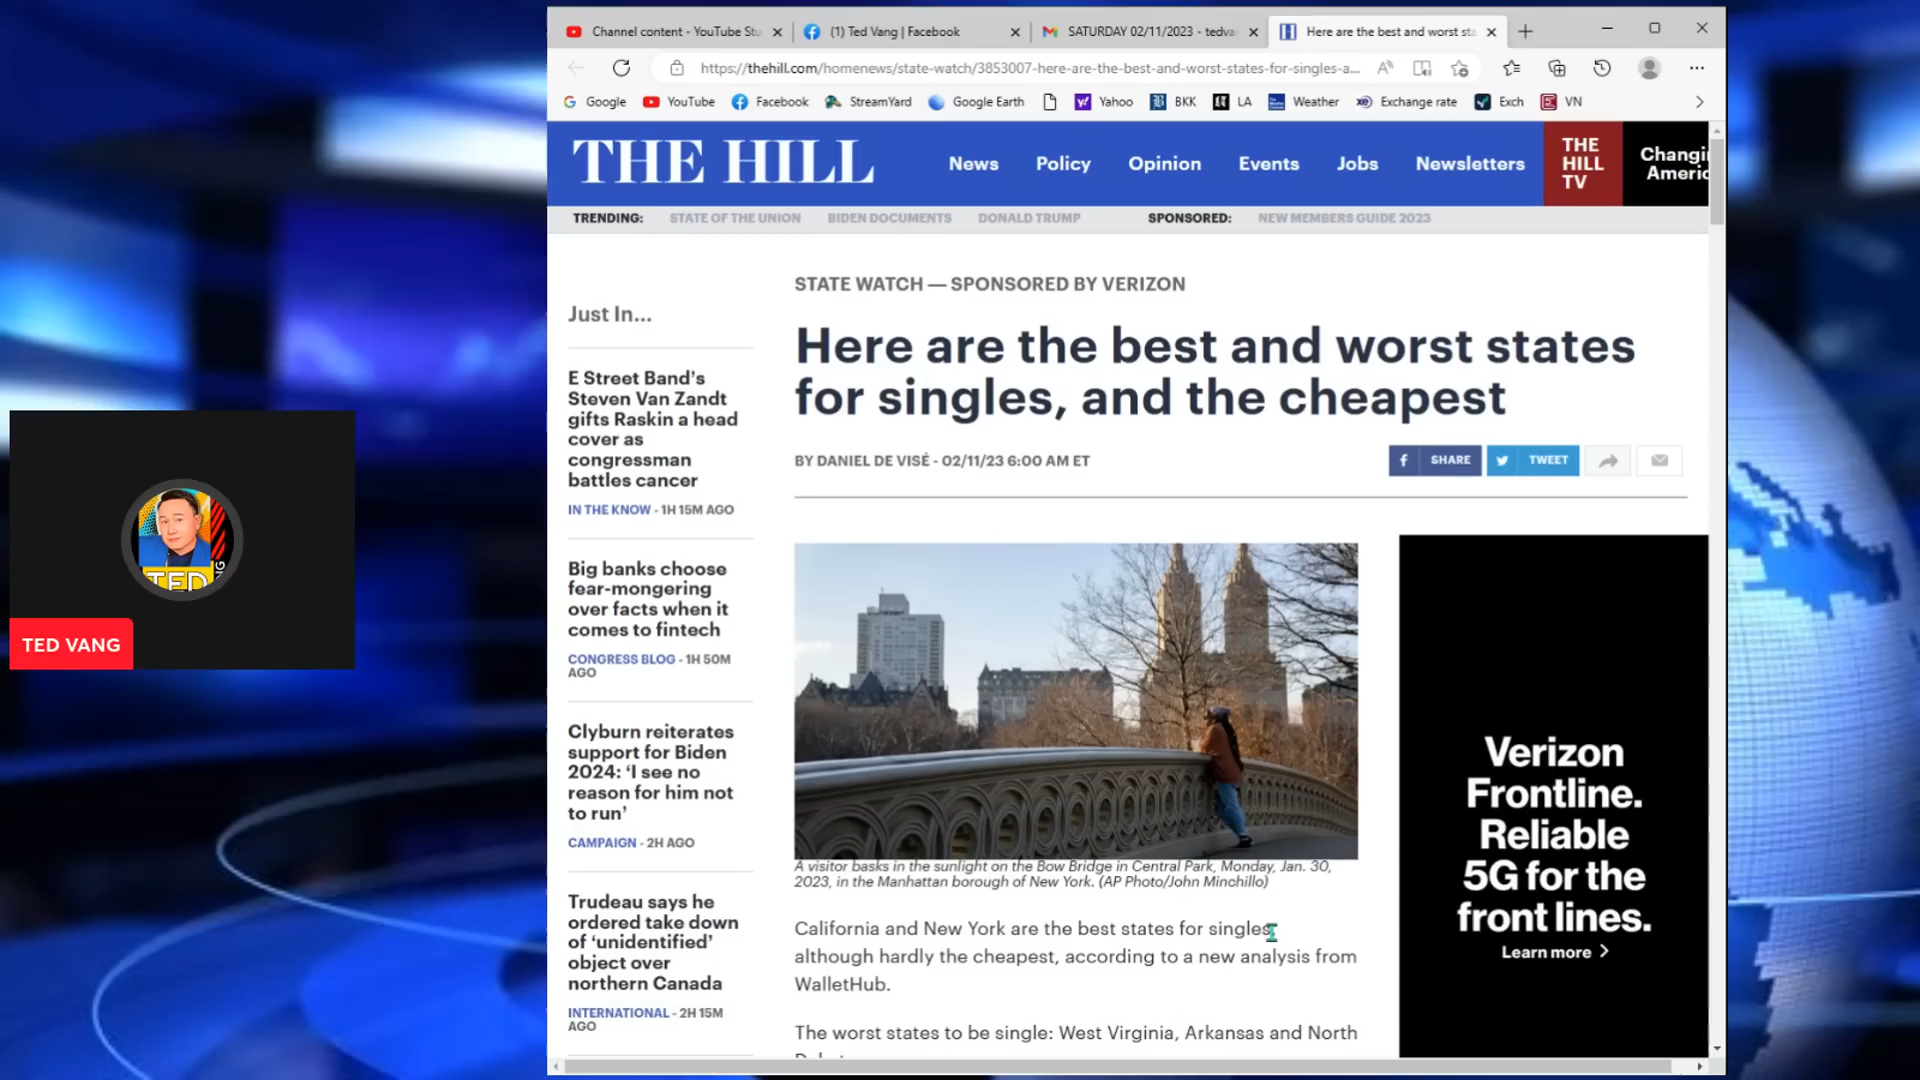 Channel content - YouTube Stu
(1) Ted Vang | Facebook
SATURDAY 02/11/2023 - tedva
Here are the best and worst sta
https://thehill.com/homenews/state-watch/3853007-here-are-the-best-and-worst-states-for-singles-a...
Google
YouTube
Facebook
StreamYard
Google Earth
Yahoo
BKK
LA
Weather
Exchange rate
Exch
VN
THE HILL
News
Policy
Opinion
Events
Jobs
Newsletters
THE
HILL
TV
Changi
Americ
TRENDING:
STATE OF THE UNION
BIDEN DOCUMENTS
DONALD TRUMP
SPONSORED:
NEW MEMBERS GUIDE 2023
Just In...
E Street Band's
Steven Van Zandt
gifts Raskin a head
cover as
congressman
battles cancer
IN THE KNOW - 1H 15M AGO
Big banks choose
fear-mongering
over facts when it
comes to fintech
CONGRESS BLOG - 1H 50M
AGO
Clyburn reiterates
support for Biden
2024: ‘I see no
reason for him not
to run’
CAMPAIGN - 2H AGO
Trudeau says he
ordered take down
of ‘unidentified’
object over
northern Canada
INTERNATIONAL - 2H 15M
AGO
STATE WATCH — SPONSORED BY VERIZON
Here are the best and worst states
for singles, and the cheapest
BY DANIEL DE VISÉ - 02/11/23 6:00 AM ET
SHARE
TWEET
A visitor basks in the sunlight on the Bow Bridge in Central Park, Monday, Jan. 30,
2023, in the Manhattan borough of New York. (AP Photo/John Minchillo)
California and New York are the best states for singles,
although hardly the cheapest, according to a new analysis from
WalletHub.
The worst states to be single: West Virginia, Arkansas and North
Verizon
Frontline.
Reliable
5G for the
front lines.
Learn more >
TED
TED VANG